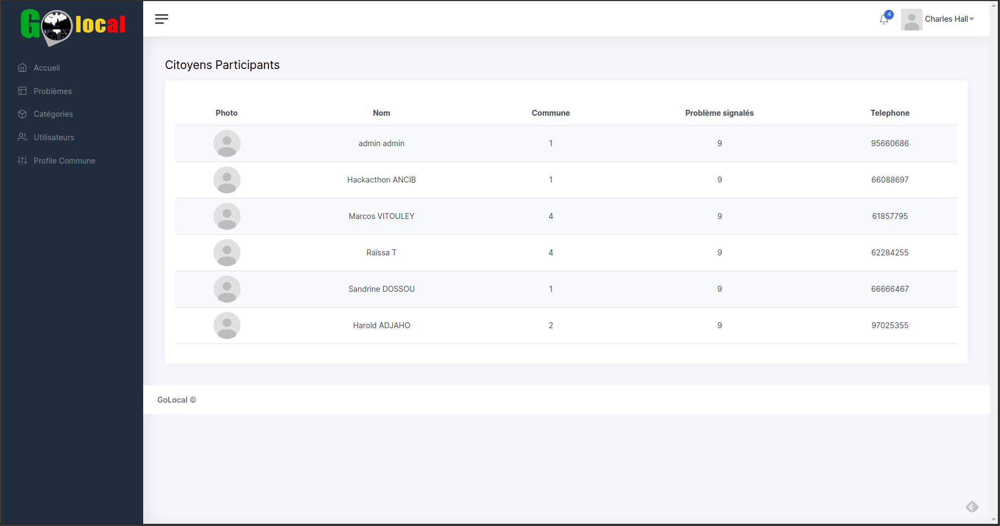 Golocal
4
Charles Hall
Accueil
Problèmes
Catégories
Utilisateurs
Profile Commune
Citoyens Participants
Photo Nom Commune Problème signalés Telephone
admin admin 1 9 95660686
Hackacthon ANCIB 1 9 66088697
Marcos VITOULEY 4 9 61857795
Raïssa T 4 9 62284255
Sandrine DOSSOU 1 9 66666467
Harold ADJAHO 2 9 97025355
GoLocal ©